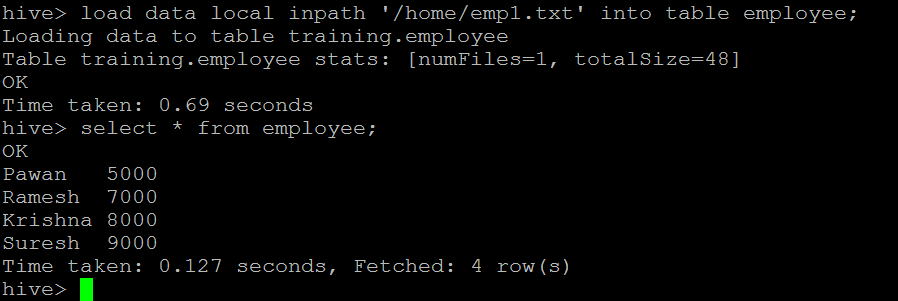 hive> load data local inpath '/home/emp1.txt' into table employee;
Loading data to table training.employee
Table training.employee stats: [numFiles=1, totalSize=48]
OK
Time taken: 0.69 seconds
hive> select * from employee;
OK
Pawan   5000
Ramesh  7000
Krishna 8000
Suresh  9000
Time taken: 0.127 seconds, Fetched: 4 row(s)
hive>